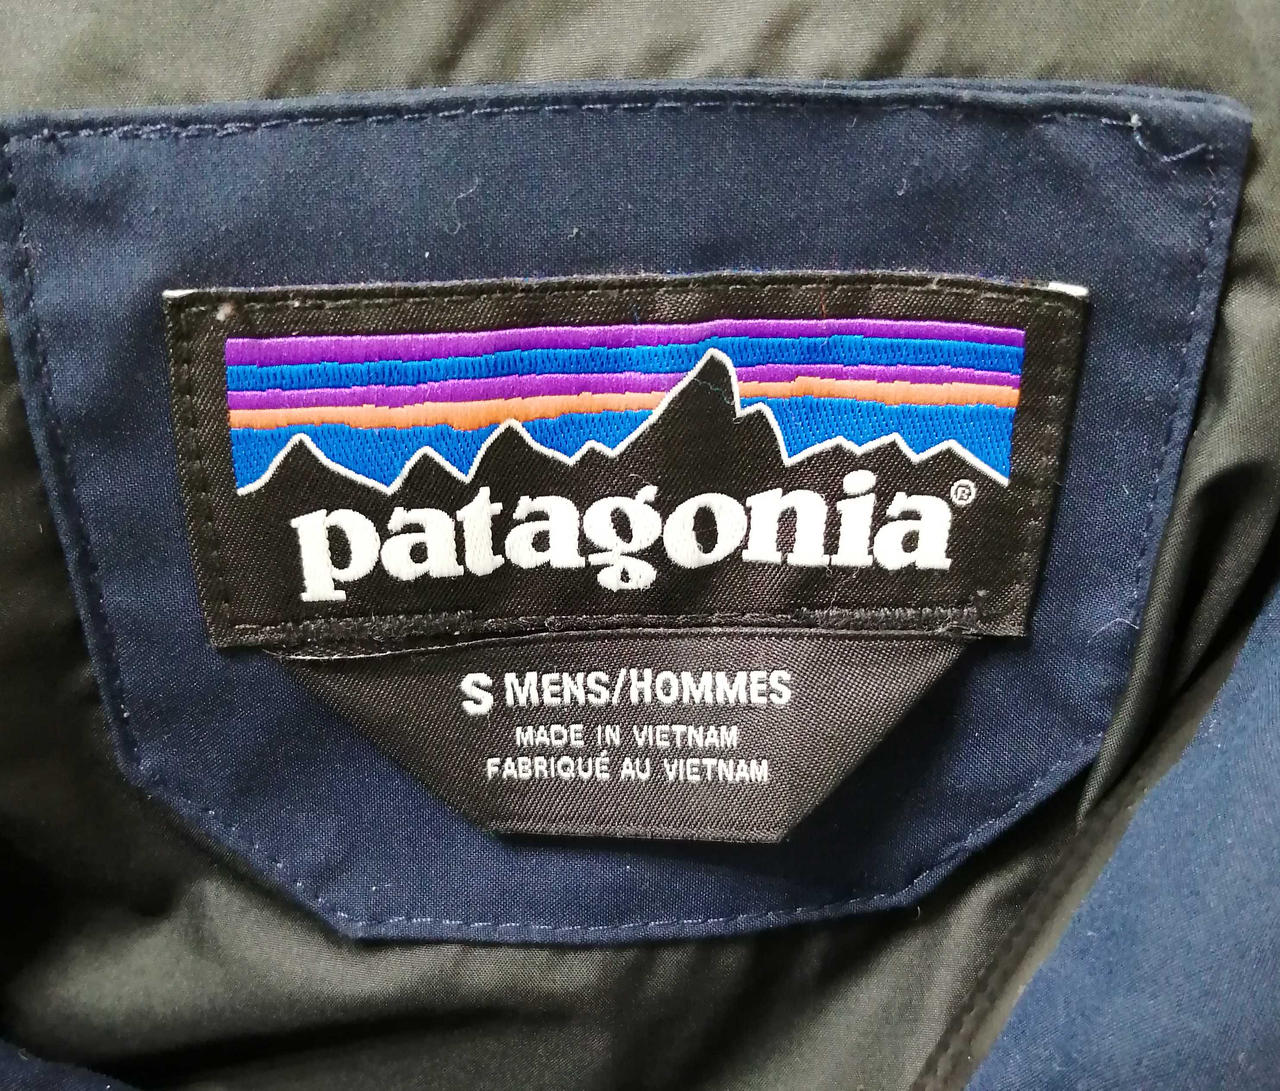 patagonia®
S MENS/HOMMES
MADE IN VIETNAM
FABRIQUÉ AU VIETNAM